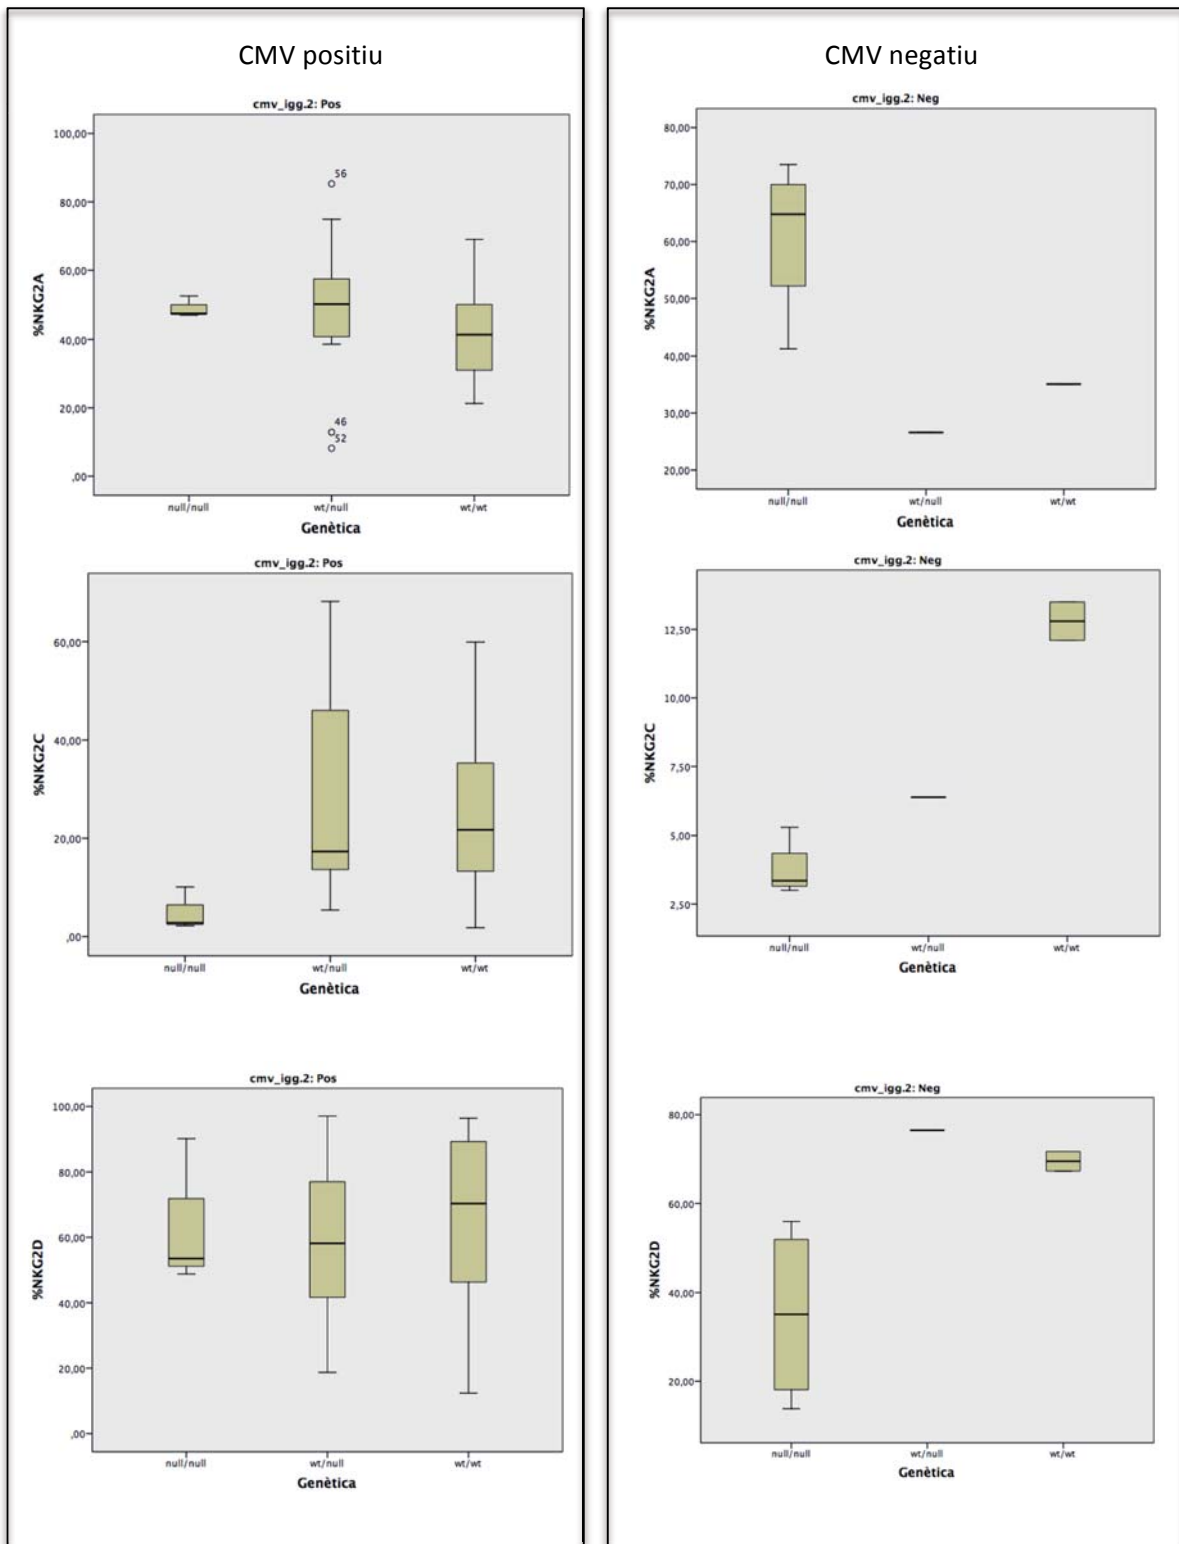 CMV positiu
cmv_igg.2: Pos
100,00
80,00
60,00
40,00
20,00
,00
%NKG2A
56
46
52
null/null
wt/null
wt/wt
Genètica
cmv_igg.2: Pos
60,00
40,00
20,00
,00
%NKG2C
null/null
wt/null
wt/wt
Genètica
cmv_igg.2: Pos
100,00
80,00
60,00
40,00
20,00
,00
%NKG2D
null/null
wt/null
wt/wt
Genètica
CMV negatiu
cmv_igg.2: Neg
80,00
70,00
60,00
50,00
40,00
30,00
20,00
%NKG2A
null/null
wt/null
wt/wt
Genètica
cmv_igg.2: Neg
12,50
10,00
7,50
5,00
2,50
%NKG2C
null/null
wt/null
wt/wt
Genètica
cmv_igg.2: Neg
80,00
60,00
40,00
20,00
%NKG2D
null/null
wt/null
wt/wt
Genètica